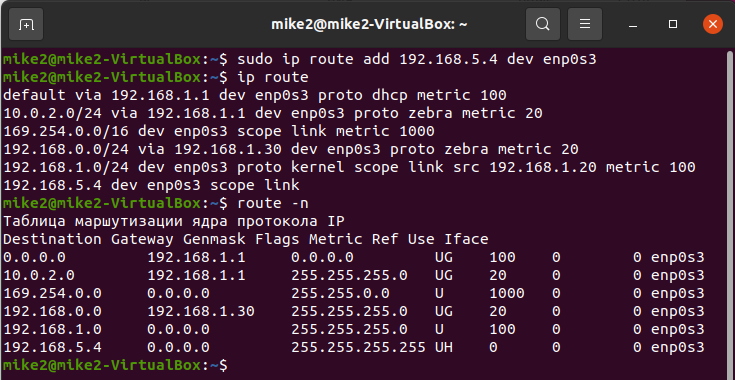 mike2@mike2-VirtualBox: ~
mike2@mike2-VirtualBox:~$ sudo ip route add 192.168.5.4 dev enp0s3
mike2@mike2-VirtualBox:~$ ip route
default via 192.168.1.1 dev enp0s3 proto dhcp metric 100
10.0.2.0/24 via 192.168.1.1 dev enp0s3 proto zebra metric 20
169.254.0.0/16 dev enp0s3 scope link metric 1000
192.168.0.0/24 via 192.168.1.30 dev enp0s3 proto zebra metric 20
192.168.1.0/24 dev enp0s3 proto kernel scope link src 192.168.1.20 metric 100
192.168.5.4 dev enp0s3 scope link
mike2@mike2-VirtualBox:~$ route -n
Таблица маршутизации ядра протокола IP
Destination Gateway Genmask Flags Metric Ref Use Iface
0.0.0.0 192.168.1.1 0.0.0.0 UG 100 0 0 enp0s3
10.0.2.0 192.168.1.1 255.255.255.0 UG 20 0 0 enp0s3
169.254.0.0 0.0.0.0 255.255.0.0 U 1000 0 0 enp0s3
192.168.0.0 192.168.1.30 255.255.255.0 UG 20 0 0 enp0s3
192.168.1.0 0.0.0.0 255.255.255.0 U 100 0 0 enp0s3
192.168.5.4 0.0.0.0 255.255.255.255 UH 0 0 0 enp0s3
mike2@mike2-VirtualBox:~$